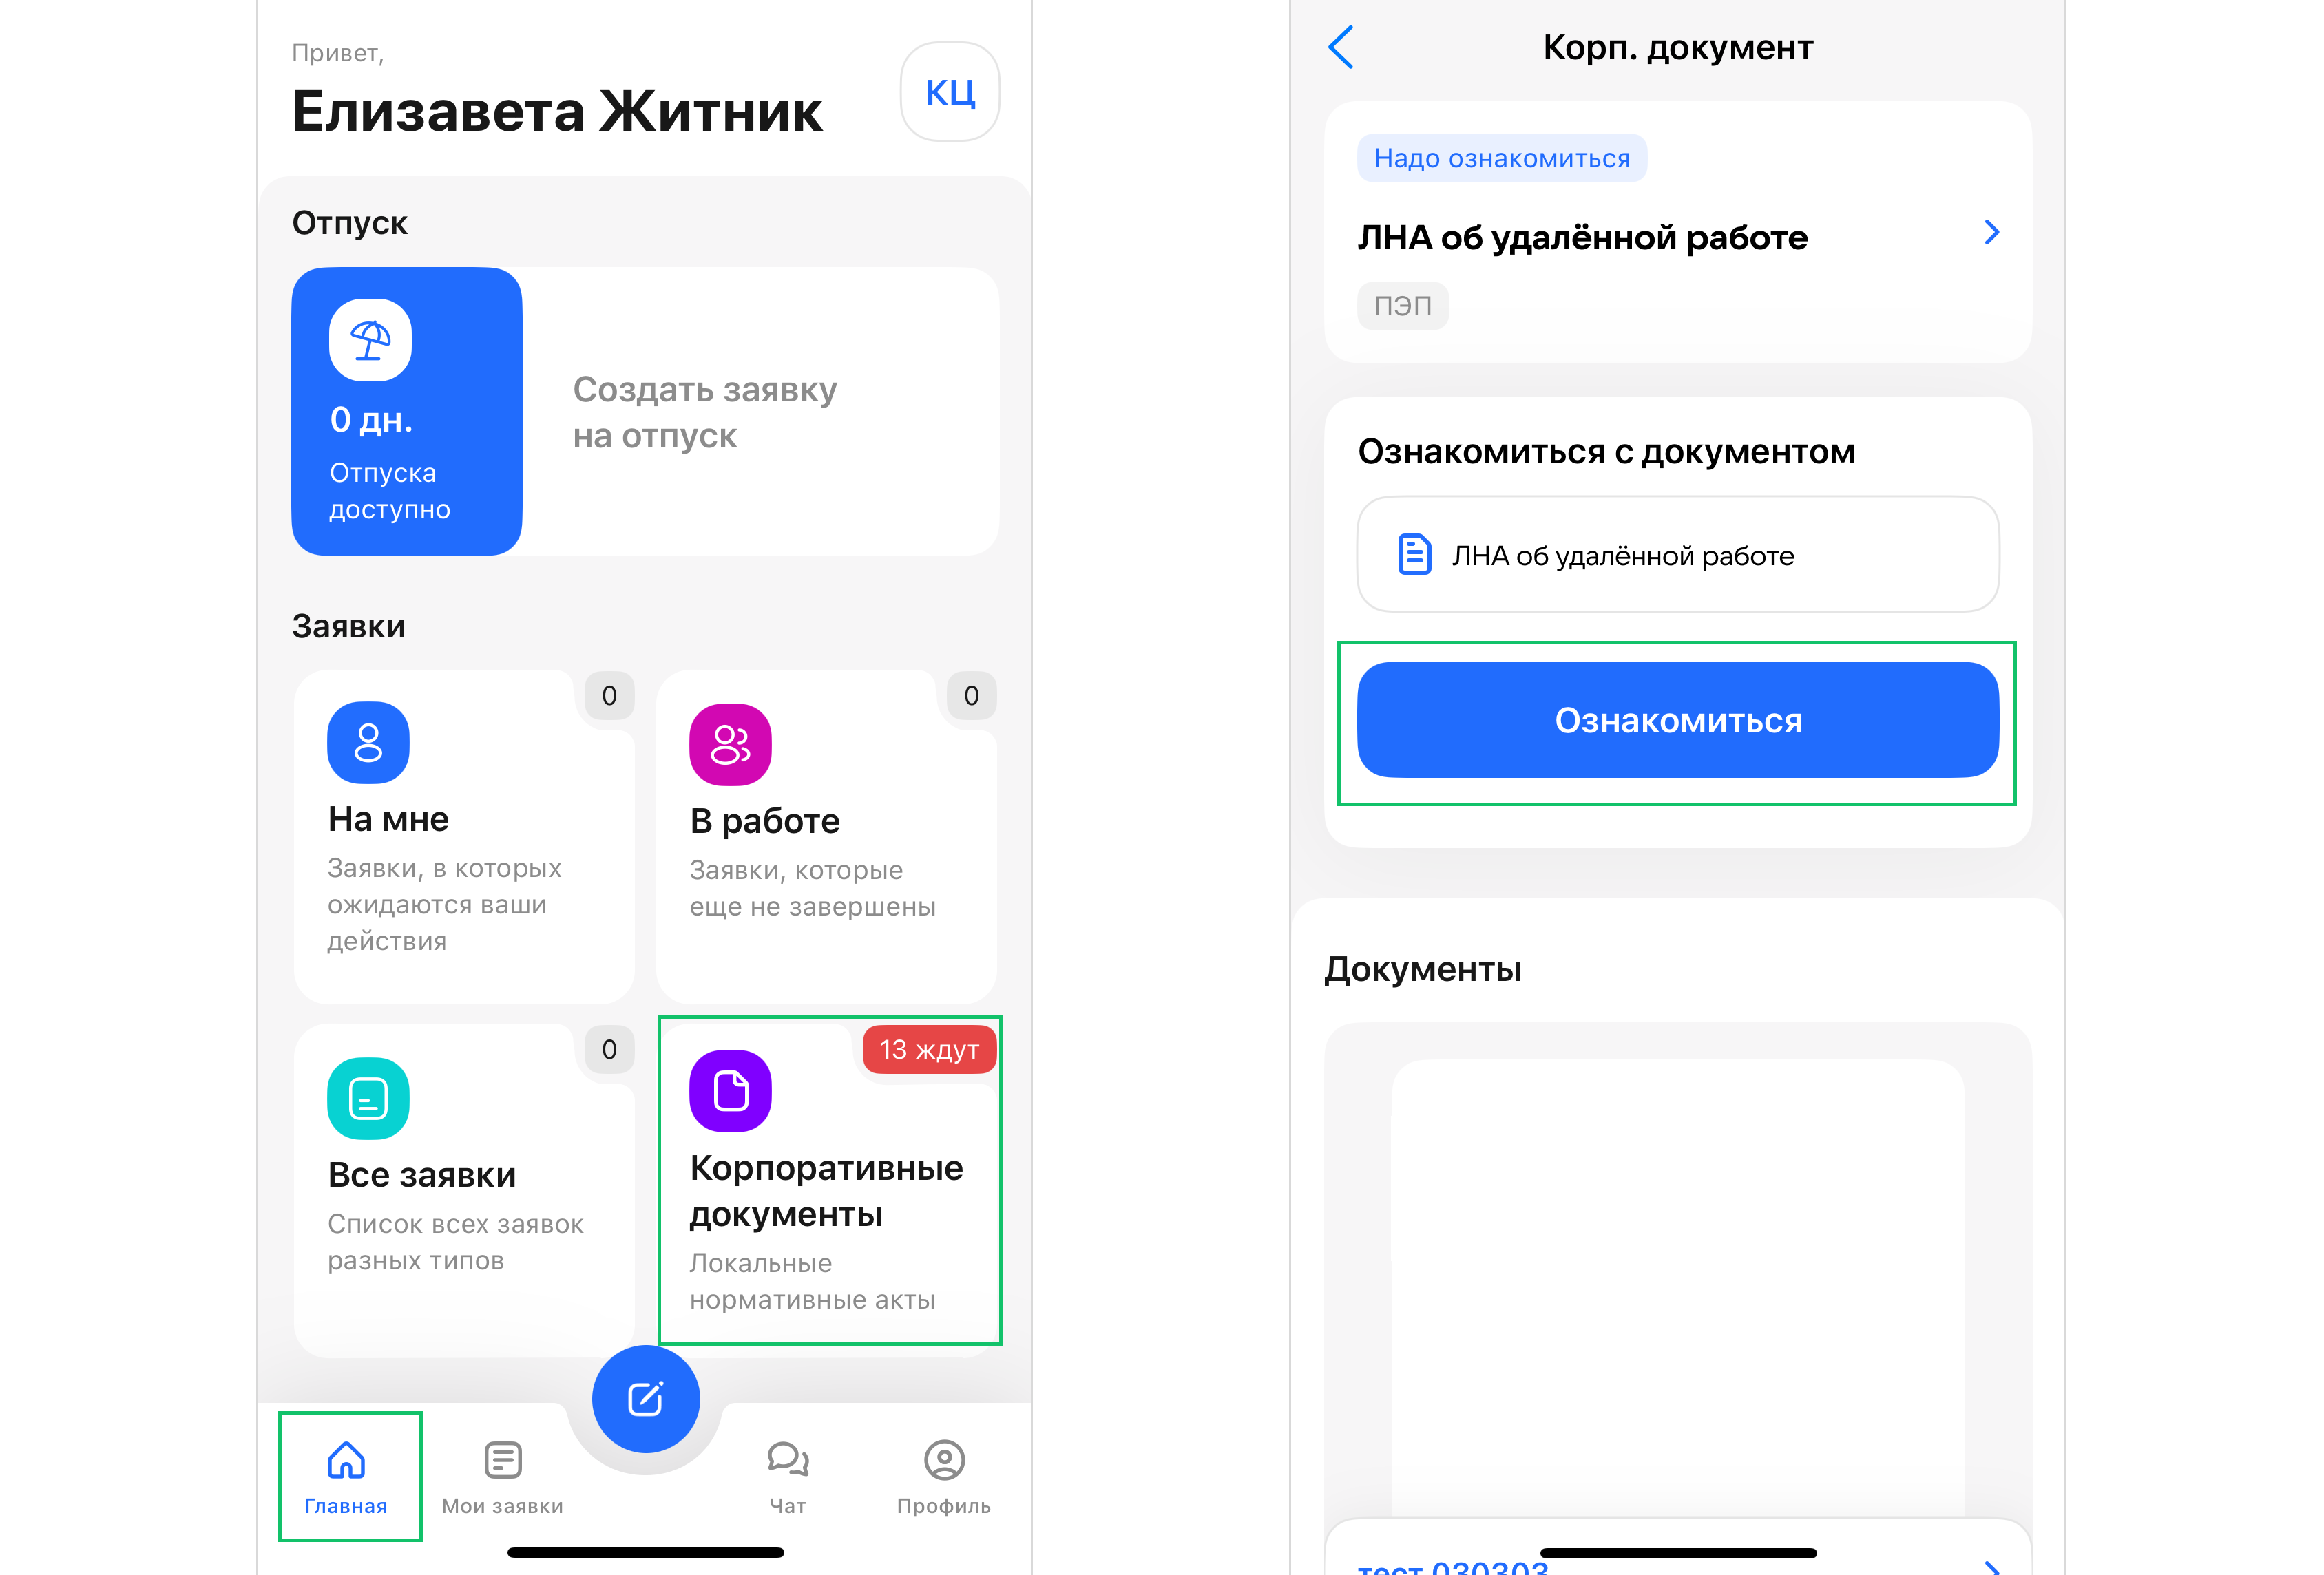 Привет,
Елизавета Житник
КЦ
Отпуск
0 дн.
Отпуска
доступно
Создать заявку
на отпуск
Заявки
0
На мне
Заявки, в которых
ожидаются ваши
действия
0
В работе
Заявки, которые
еще не завершены
0
Все заявки
Список всех заявок
разных типов
13 ждут
Корпоративные
документы
Локальные
нормативные акты
Главная
Мои заявки
Чат
Профиль
Корп. документ
Надо ознакомиться
ЛНА об удалённой работе
ПЭП
Ознакомиться с документом
ЛНА об удалённой работе
Ознакомиться
Документы
тест 030303